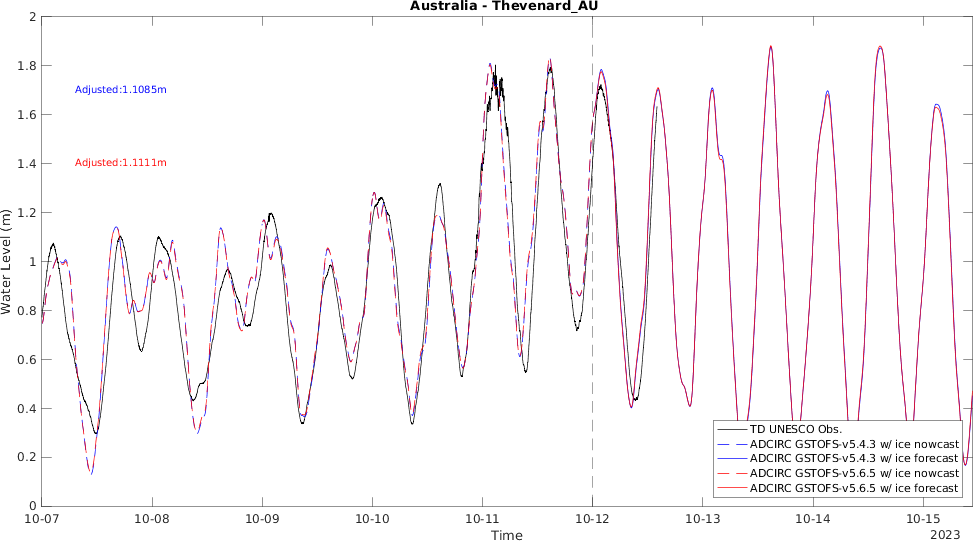 Australia - Thevenard_AU
2
1.8
1.6
1.4
1.2
1
0.8
0.6
0.4
0.2
0
Water Level (m)
Adjusted:1.1085m
Adjusted:1.1111m
TD UNESCO Obs.
ADCIRC GSTOFS-v5.4.3 w/ ice nowcast
ADCIRC GSTOFS-v5.4.3 w/ ice forecast
ADCIRC GSTOFS-v5.6.5 w/ ice nowcast
ADCIRC GSTOFS-v5.6.5 w/ ice forecast
10-07 10-08 10-09 10-10 10-11 10-12 10-13 10-14 10-15
Time
2023